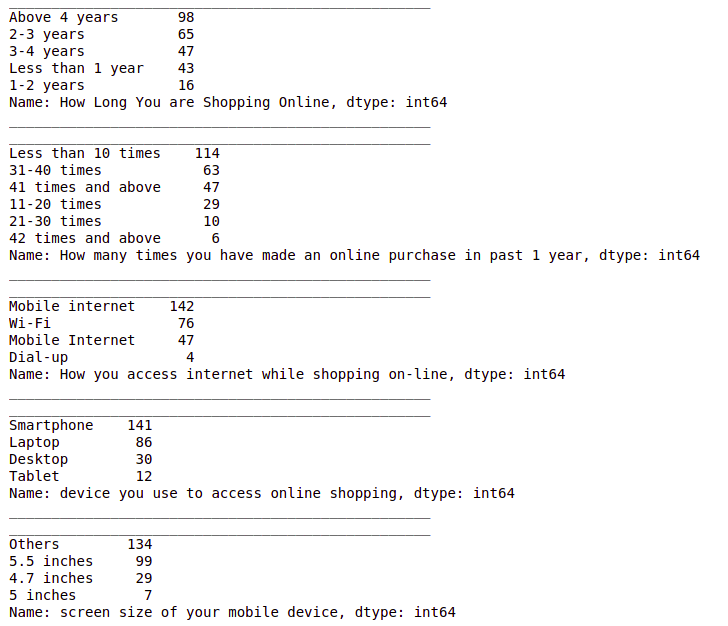 Above 4 years       98
2-3 years           65
3-4 years           47
Less than 1 year    43
1-2 years           16
Name: How Long You are Shopping Online, dtype: int64
Less than 10 times    114
31-40 times            63
41 times and above     47
11-20 times            29
21-30 times            10
42 times and above      6
Name: How many times you have made an online purchase in past 1 year, dtype: int64
Mobile internet    142
Wi-Fi               76
Mobile Internet     47
Dial-up              4
Name: How you access internet while shopping on-line, dtype: int64
Smartphone    141
Laptop         86
Desktop        30
Tablet         12
Name: device you use to access online shopping, dtype: int64
Others        134
5.5 inches     99
4.7 inches     29
5 inches        7
Name: screen size of your mobile device, dtype: int64